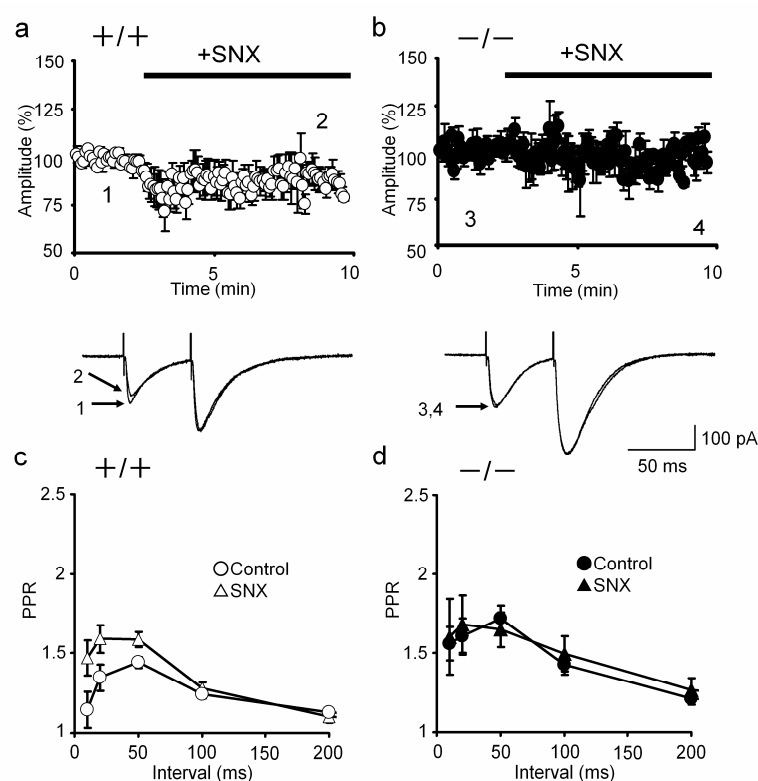 a
+/+
+SNX
150
125
100
75
50
Amplitude (%)
1
2
0
5
10
Time (min)
b
−/−
+SNX
150
125
100
75
50
Amplitude (%)
3
4
0
5
10
Time (min)
2
1
3,4
100 pA
50 ms
c
+/+
2.5
2
1.5
1
PPR
Control
SNX
0
50
100
150
200
Interval (ms)
d
−/−
2.5
2
1.5
1
PPR
Control
SNX
0
50
100
150
200
Interval (ms)